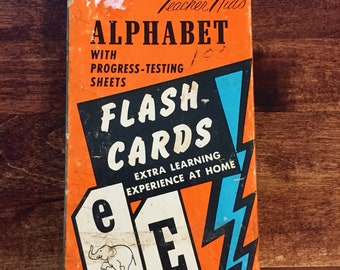 Teacher Aids
ALPHABET
WITH
PROGRESS-TESTING
SHEETS
FLASH
CARDS
EXTRA LEARNING
EXPERIENCE AT HOME
e
E